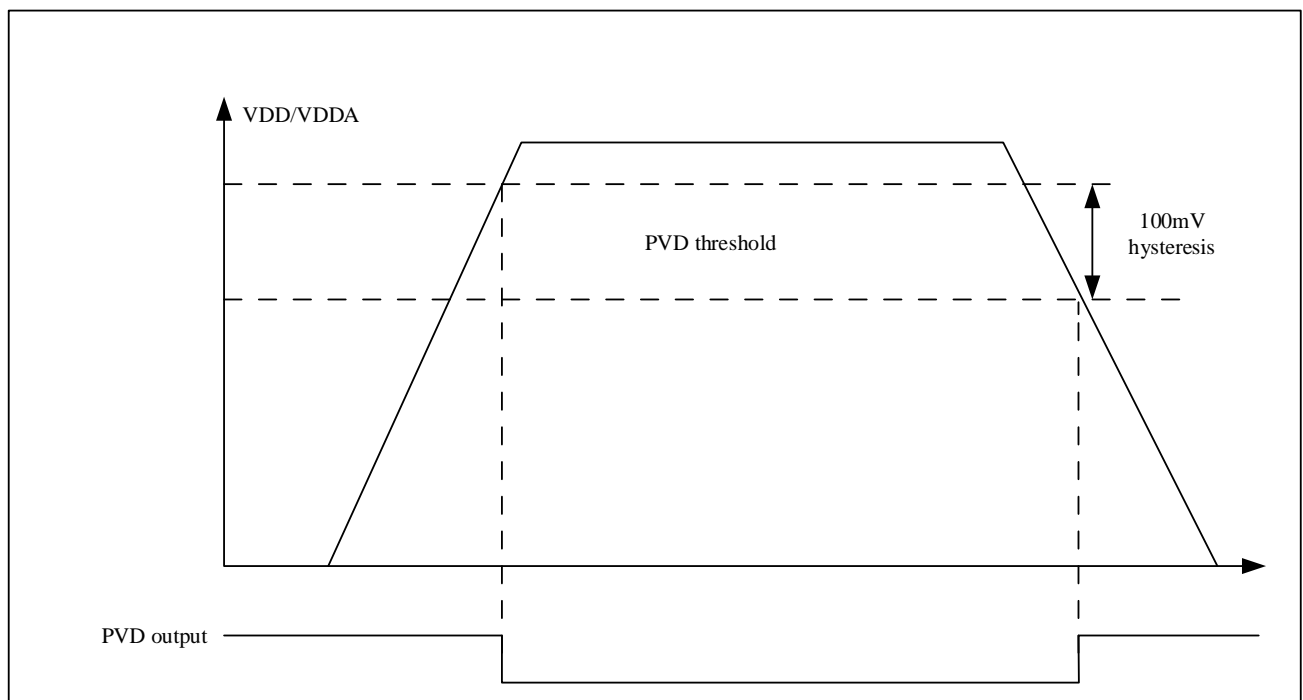 VDD/VDDA
PVD threshold
100mV
hysteresis
PVD output